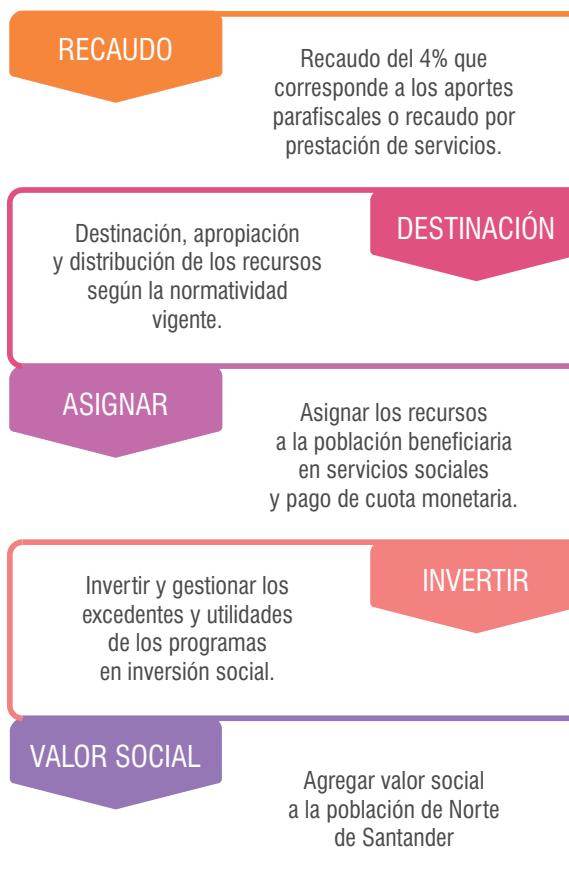 RECAUDO
Recaudo del 4% que
corresponde a los aportes
parafiscales o recaudo por
prestación de servicios.
DESTINACIÓN
Destinación, apropiación
y distribución de los recursos
según la normatividad
vigente.
ASIGNAR
Asignar los recursos
a la población beneficiaria
en servicios sociales
y pago de cuota monetaria.
INVERTIR
Invertir y gestionar los
excedentes y utilidades
de los programas
en inversión social.
VALOR SOCIAL
Agregar valor social
a la población de Norte
de Santander